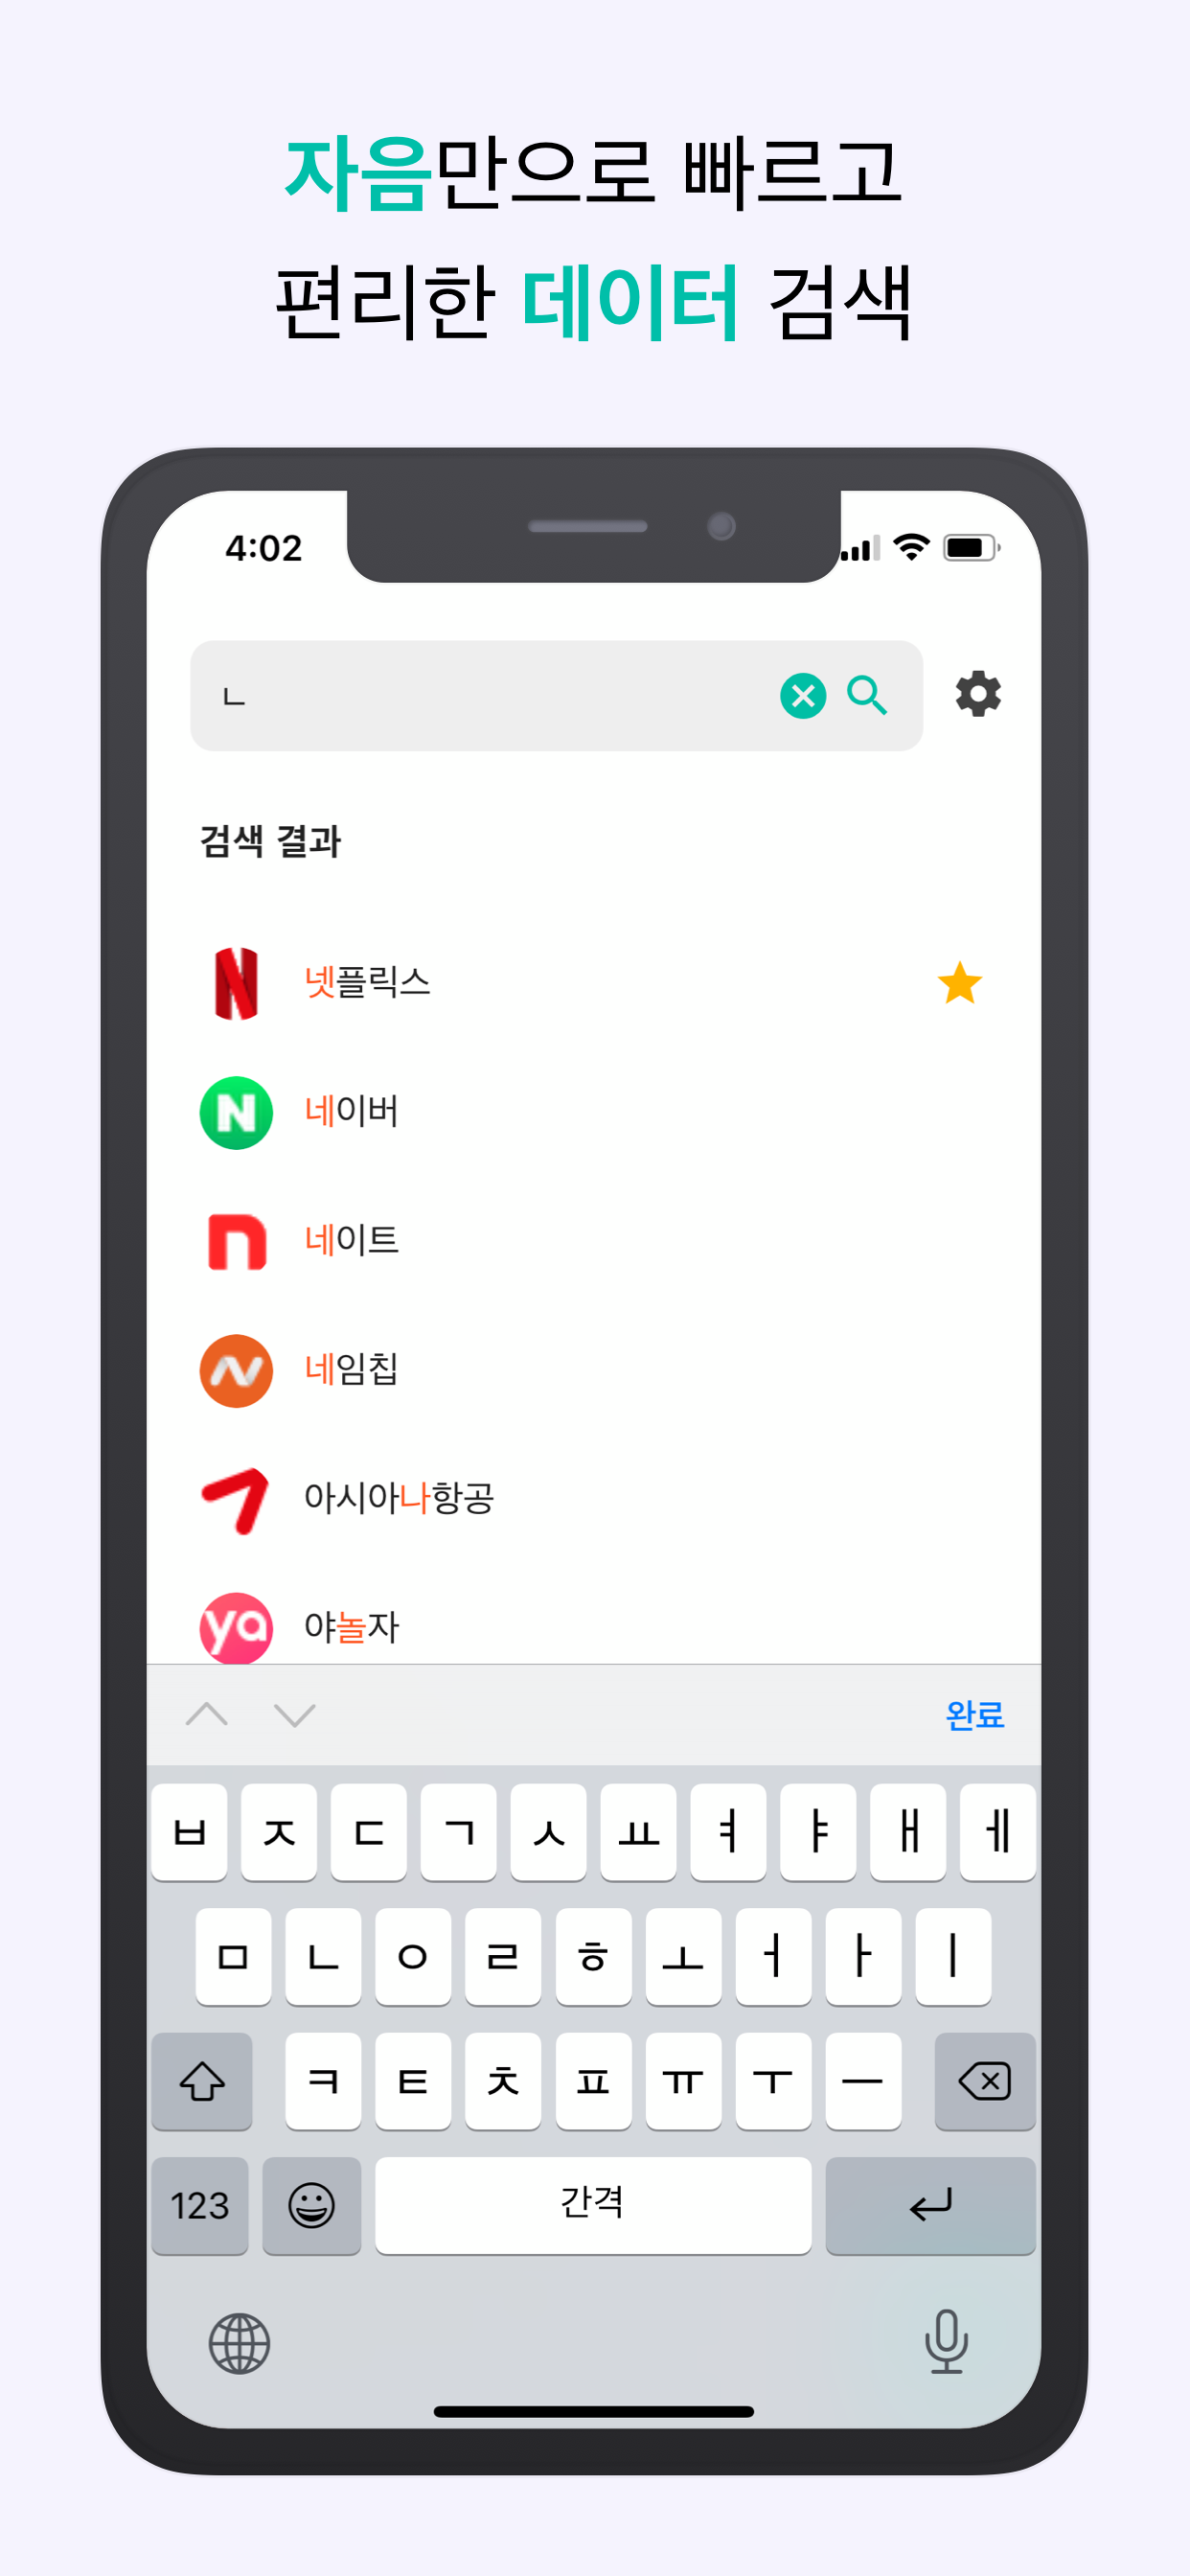 자음만으로 빠르고
편리한 데이터 검색
4:02
ㄴ
검색 결과
넷플릭스
네이버
네이트
네임칩
아시아나항공
ya 야놀자
완료
ㅂ ㅈ ㄷ ㄱ ㅅ ㅛ ㅕ ㅑ ㅐ ㅔ
ㅁ ㄴ ㅇ ㄹ ㅎ ㅗ ㅓ ㅏ ㅣ
ㅋ ㅌ ㅊ ㅍ ㅠ ㅜ ㅡ
123 간격